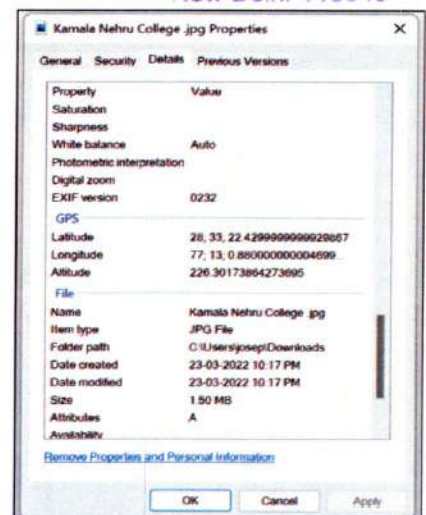 Kamala Nehru College .jpg Properties
General Security Details Previous Versions
Property Value
Saturation
Sharpness
White balance Auto
Photometric interpretation
Digital zoom
EXIF version 0232
GPS
Latitude 28; 33; 22.4299999999929867
Longitude 77; 13; 0.880000000004699...
Altitude 226.30173864273695
File
Name Kamala Nehru College .jpg
Item type JPG File
Folder path C:\Users\josep\Downloads
Date created 23-03-2022 10:17 PM
Date modified 23-03-2022 10:17 PM
Size 1.50 MB
Attributes A
Availability
Remove Properties and Personal Information
OK Cancel Apply